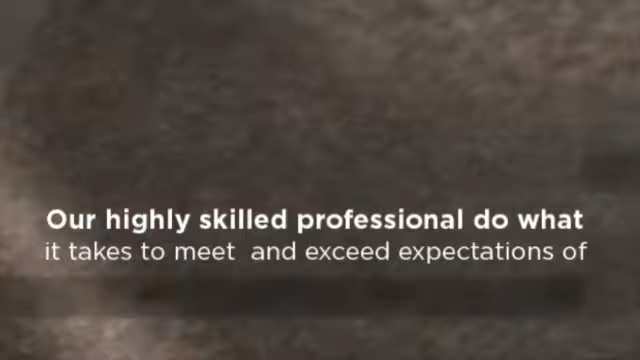 Our highly skilled professional do what
it takes to meet  and exceed expectations of